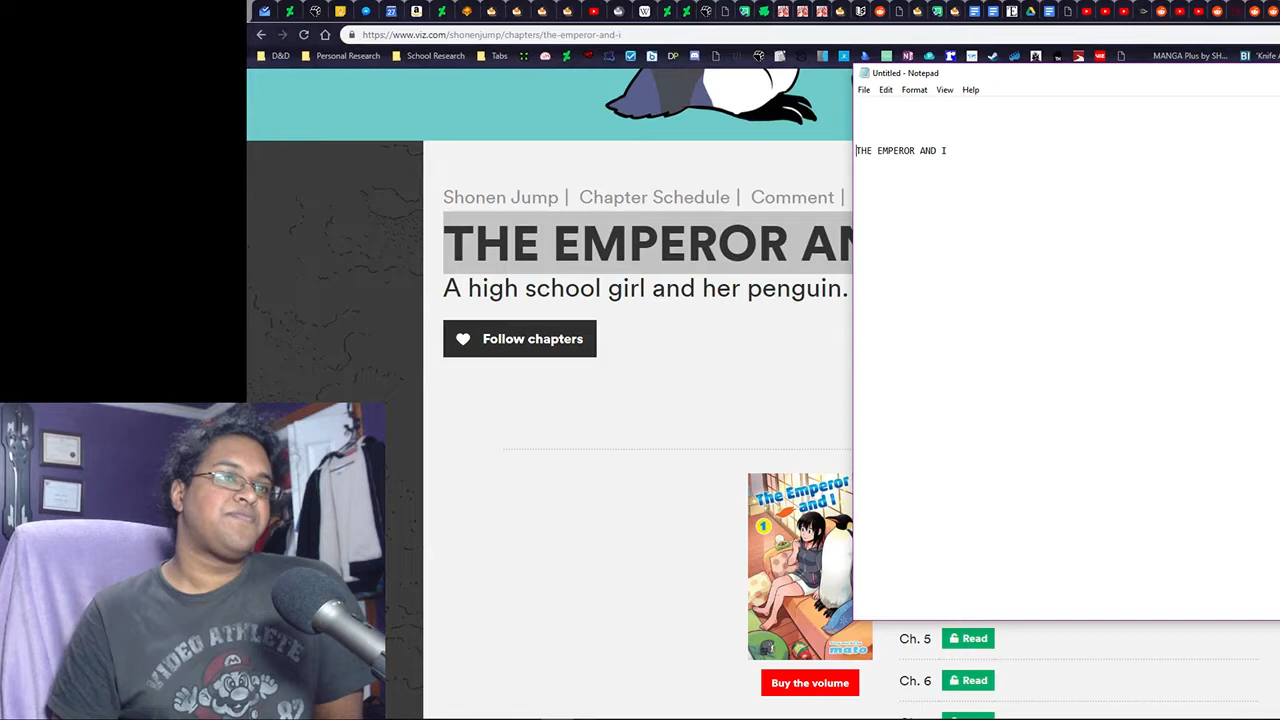 https://www.viz.com/shonenjump/chapters/the-emperor-and-i
D&D Personal Research School Research Tabs DP MANGA Plus by SH... 'Knife A
Untitled - Notepad
File Edit Format View Help
THE EMPEROR AND I
Shonen Jump | Chapter Schedule | Comment |
THE EMPEROR AN
A high school girl and her penguin.
Follow chapters
The Emperor
and I
1
mato
Buy the volume
Ch. 5 Read
Ch. 6 Read
VIDEO ATHLETE